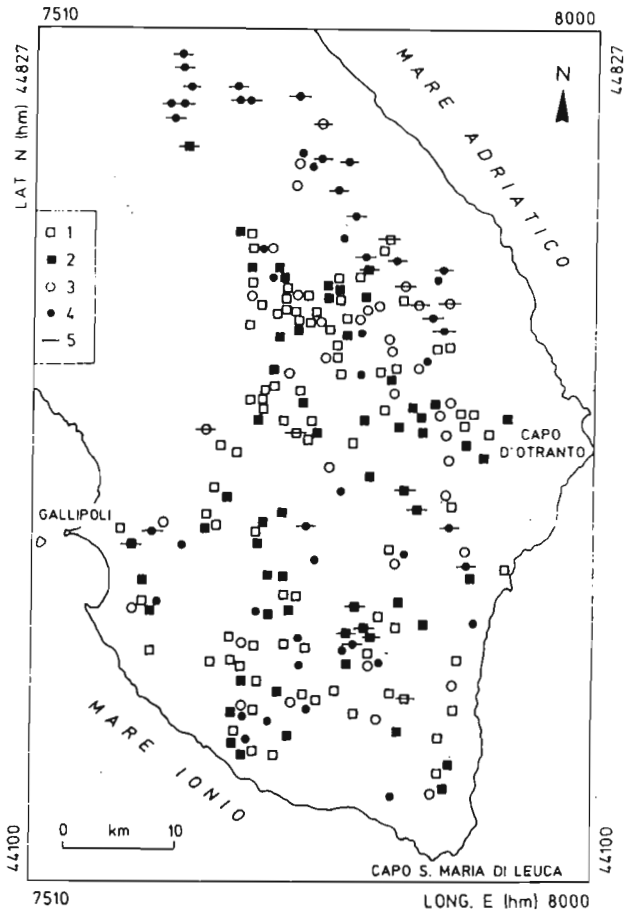 7510
8000
LAT N (hm) 44827
44827
MARE ADRIATICO
N
1
2
3
4
5
CAPO
D'OTRANTO
GALLIPOLI
MARE IONIO
0 km 10
44100
44100
CAPO S. MARIA DI LEUCA
7510
LONG. E (hm) 8000